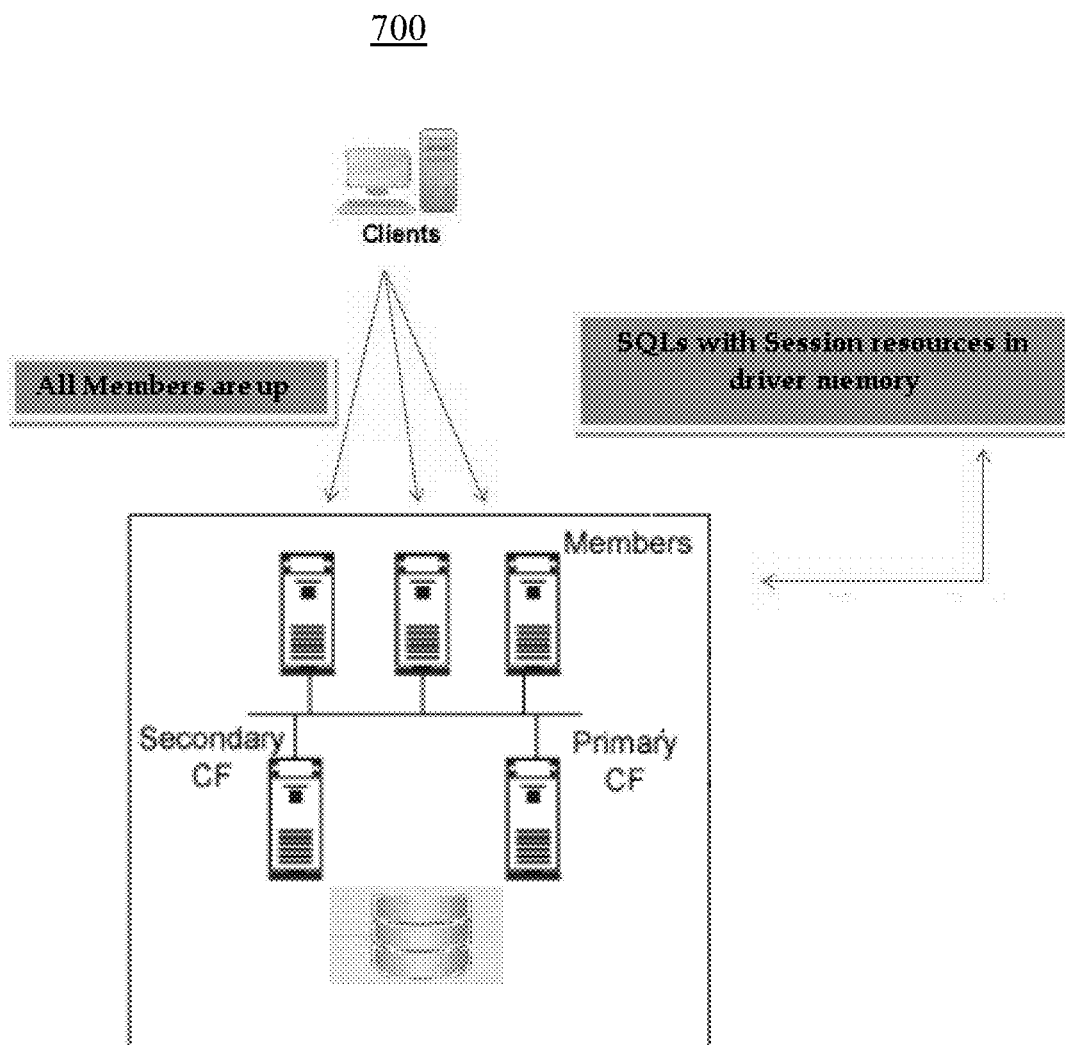 700
Clients
All Members are up
SQLs with Session resources in
driver memory
Members
Secondary
CF
Primary
CF